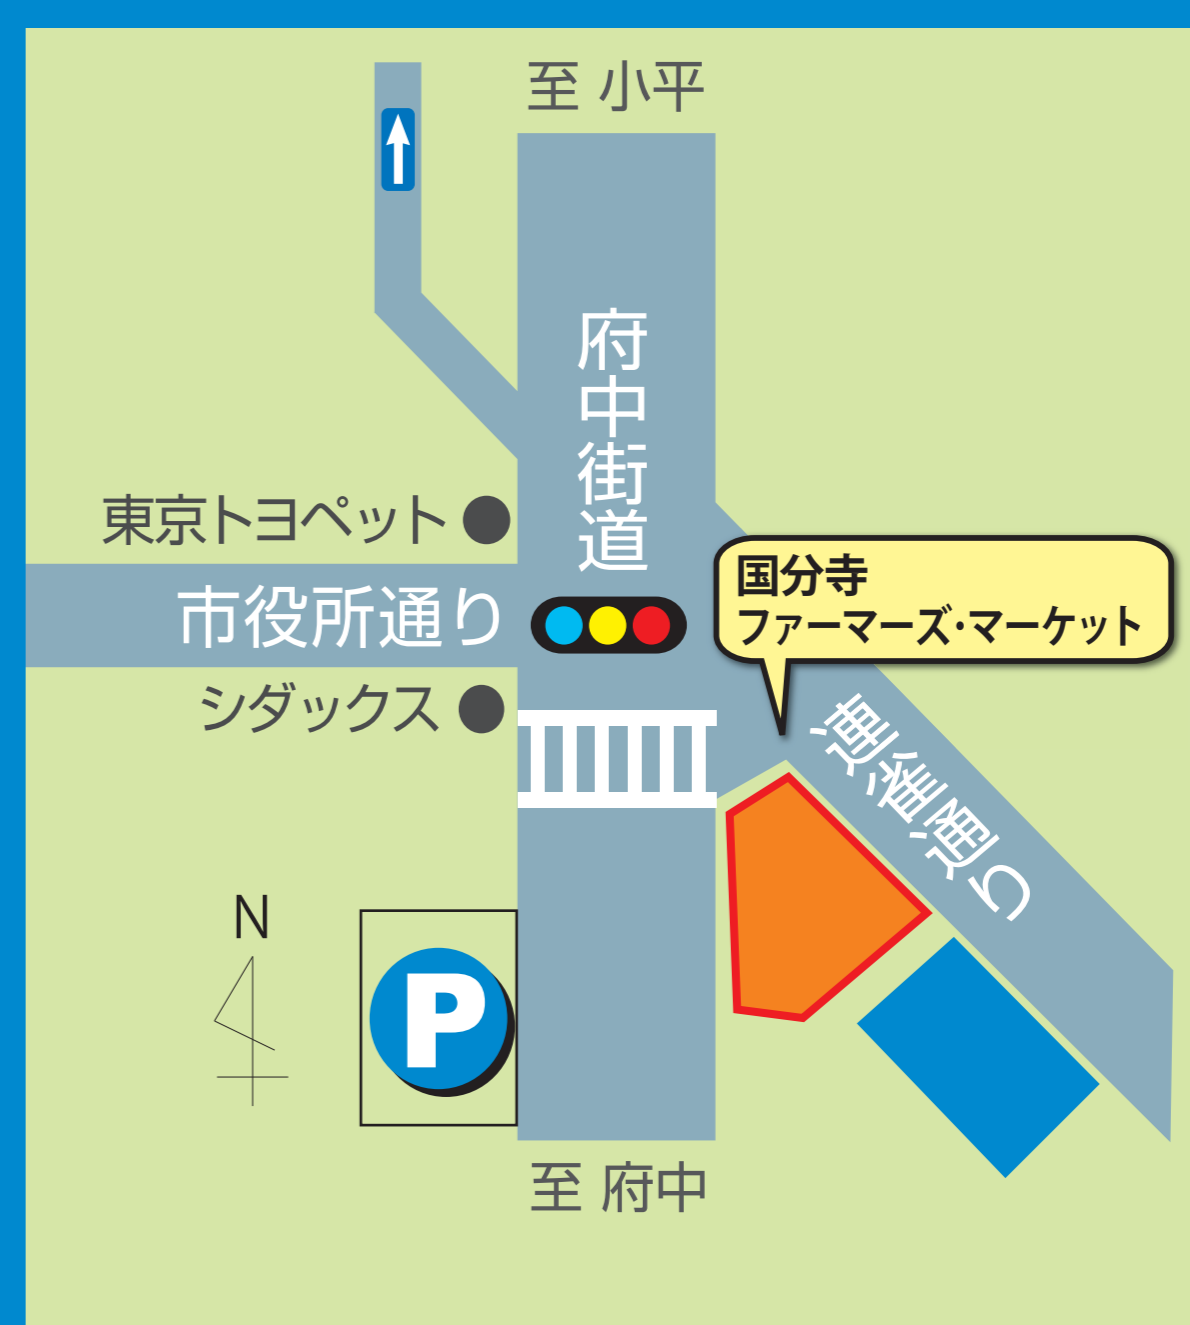 至 小平
府中街道
東京トヨペット
市役所通り
シダックス
国分寺
ファーマーズ・マーケット
連雀通り
N
P
至 府中